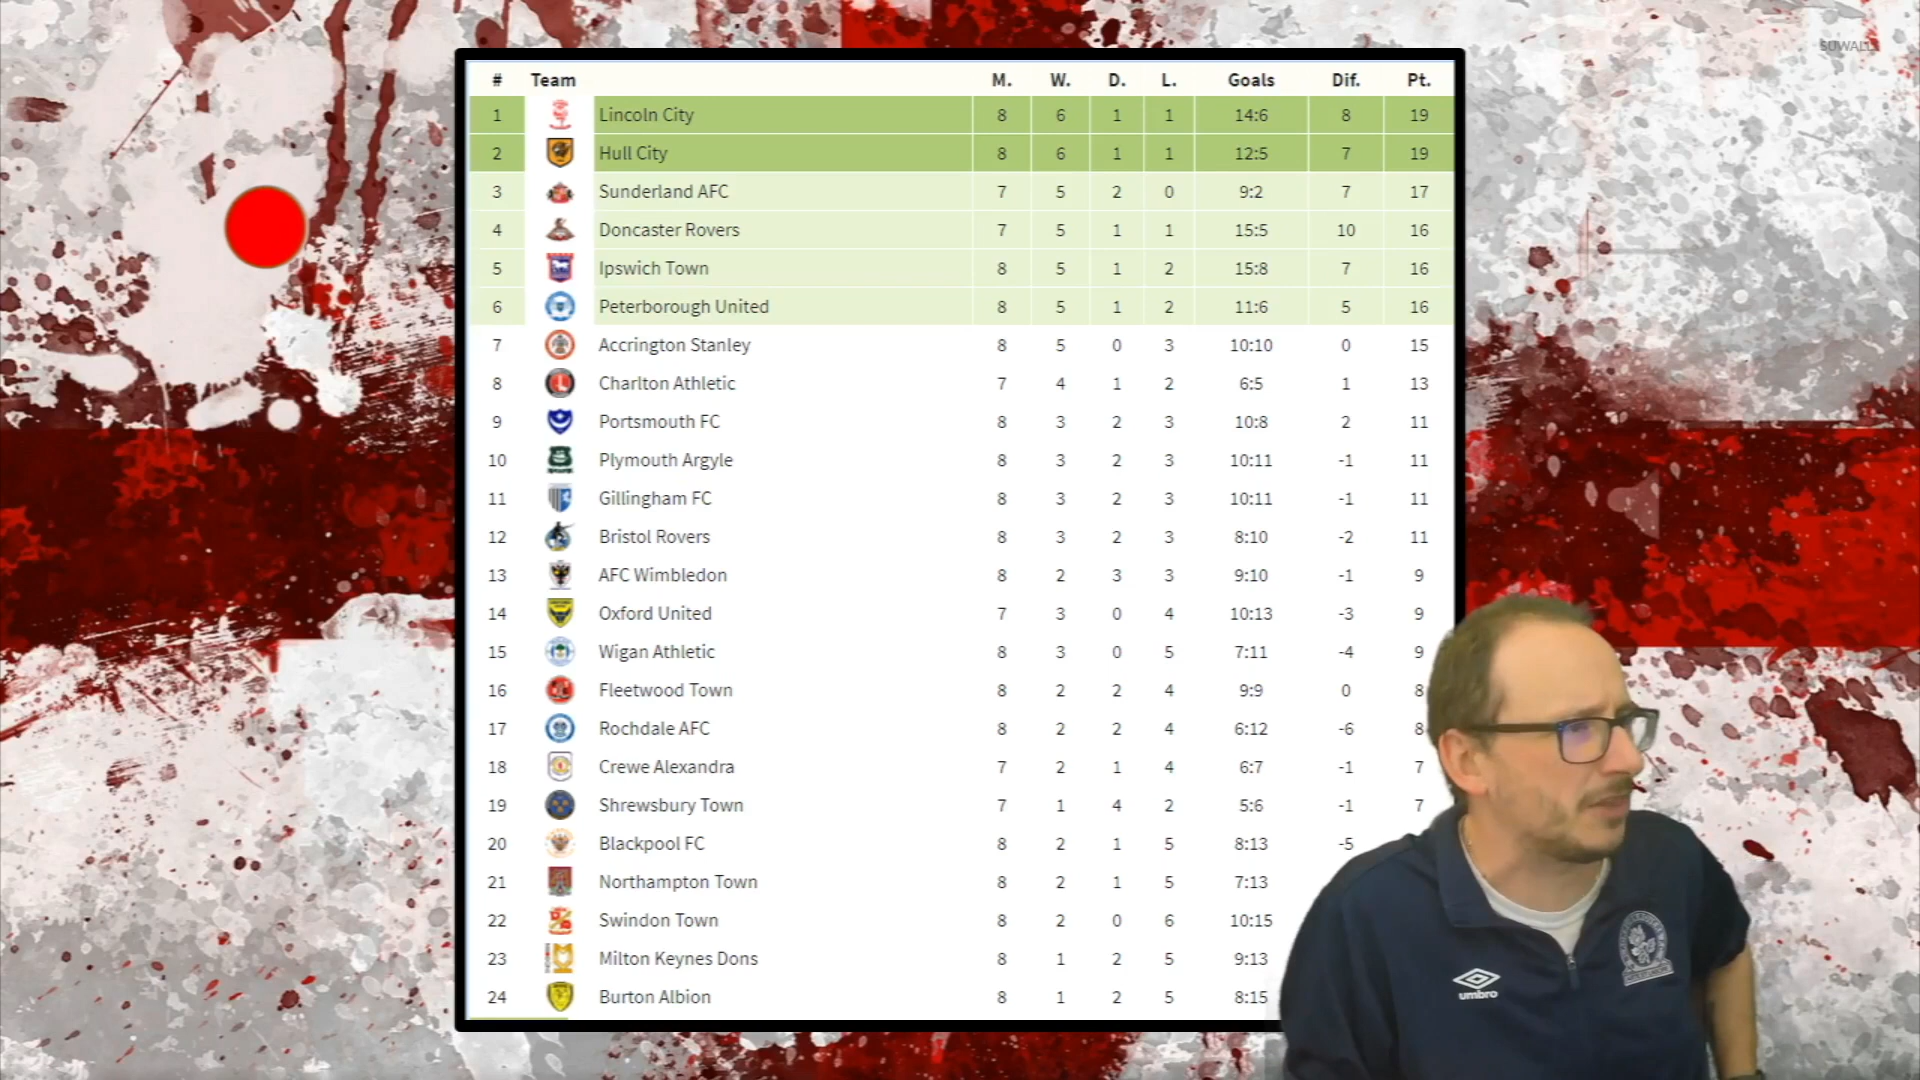 SUWALL
# Team M. W. D. L. Goals Dif. Pt.
1 Lincoln City 8 6 1 1 14:6 8 19
2 Hull City 8 6 1 1 12:5 7 19
3 Sunderland AFC 7 5 2 0 9:2 7 17
4 Doncaster Rovers 7 5 1 1 15:5 10 16
5 Ipswich Town 8 5 1 2 15:8 7 16
6 Peterborough United 8 5 1 2 11:6 5 16
7 Accrington Stanley 8 5 0 3 10:10 0 15
8 Charlton Athletic 7 4 1 2 6:5 1 13
9 Portsmouth FC 8 3 2 3 10:8 2 11
10 Plymouth Argyle 8 3 2 3 10:11 -1 11
11 Gillingham FC 8 3 2 3 10:11 -1 11
12 Bristol Rovers 8 3 2 3 8:10 -2 11
13 AFC Wimbledon 8 2 3 3 9:10 -1 9
14 Oxford United 7 3 0 4 10:13 -3 9
15 Wigan Athletic 8 3 0 5 7:11 -4 9
16 Fleetwood Town 8 2 2 4 9:9 0 8
17 Rochdale AFC 8 2 2 4 6:12 -6 8
18 Crewe Alexandra 7 2 1 4 6:7 -1 7
19 Shrewsbury Town 7 1 4 2 5:6 -1 7
20 Blackpool FC 8 2 1 5 8:13 -5
21 Northampton Town 8 2 1 5 7:13
22 Swindon Town 8 2 0 6 10:15
23 Milton Keynes Dons 8 1 2 5 9:13
24 Burton Albion 8 1 2 5 8:15
umbro